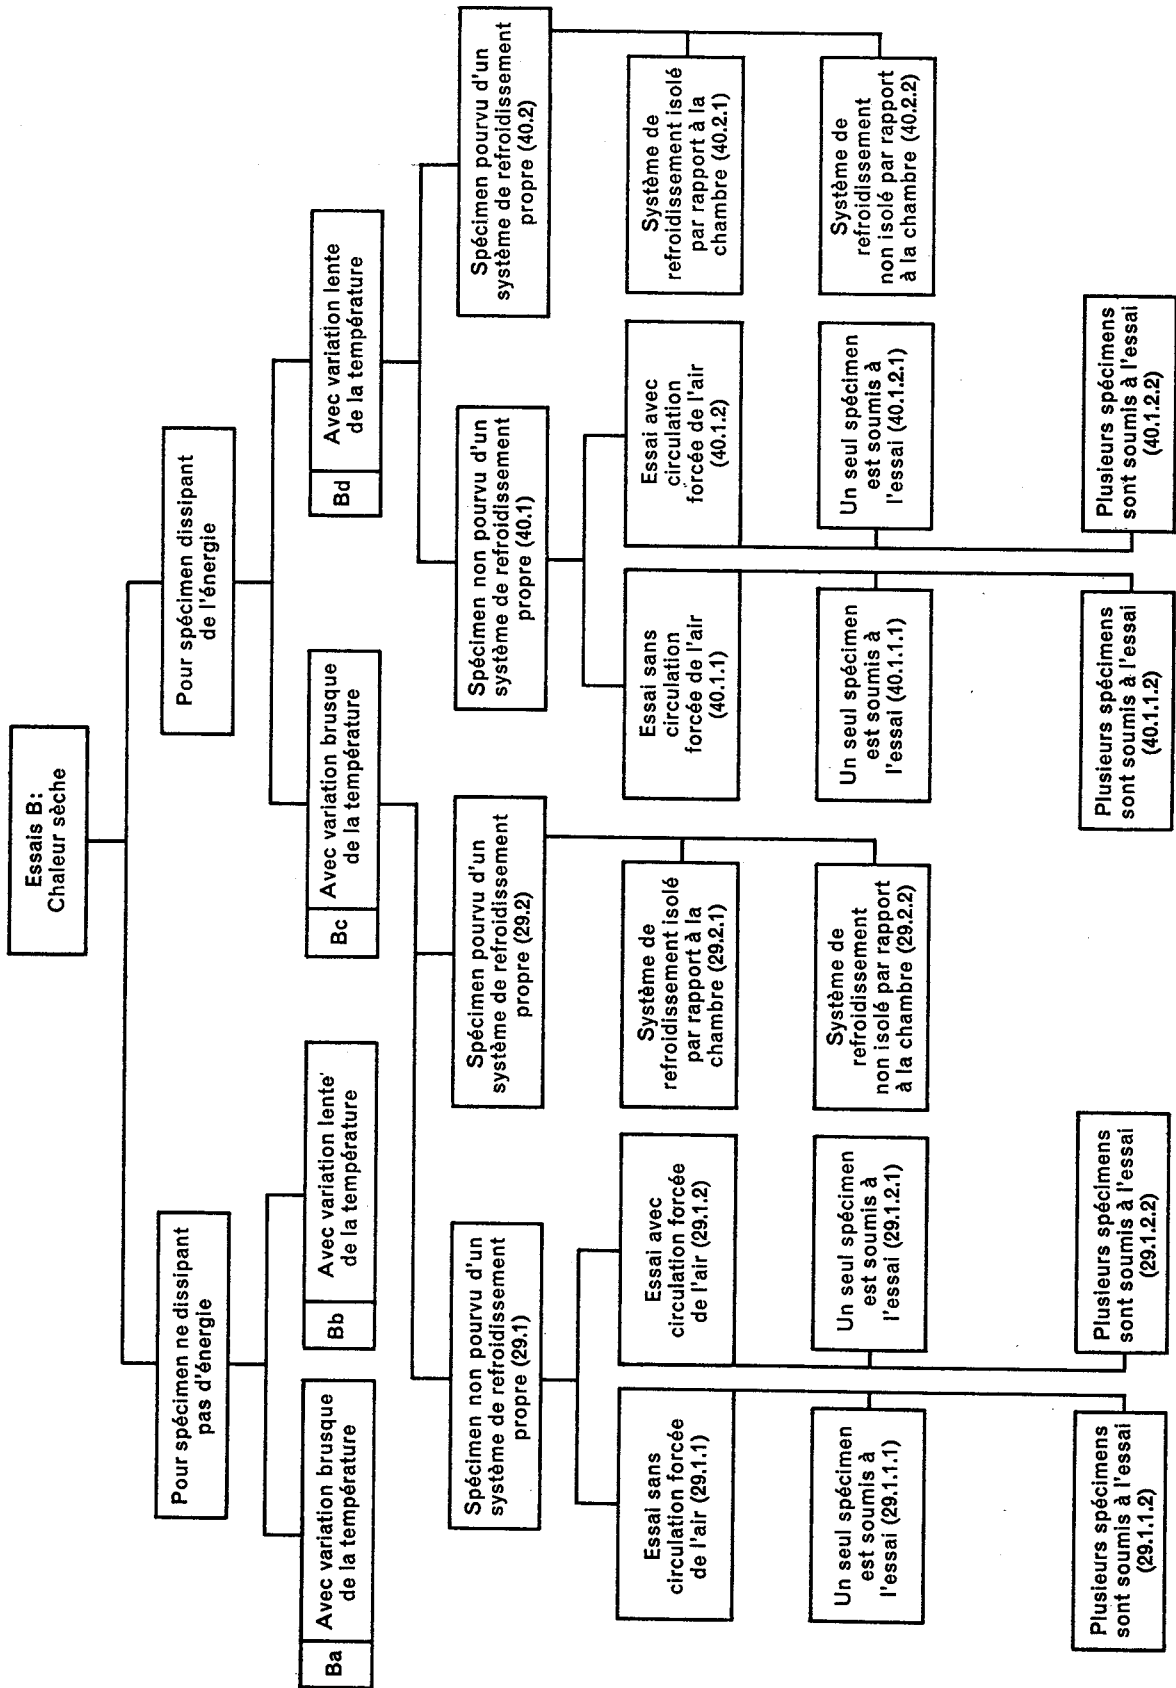 Essais B:
Chaleur sèche
Pour spécimen ne dissipant
pas d'énergie
Pour spécimen dissipant
de l'énergie
Ba
Avec variation brusque
de la température
Bb
Avec variation lente'
de la température
Bc
Avec variation brusque
de la température
Bd
Avec variation lente
de la température
Spécimen non pourvu d'un
système de refroidissement
propre (29.1)
Spécimen pourvu d'un
système de refroidissement
propre (29.2)
Spécimen non pourvu d'un
système de refroidissement
propre (40.1)
Spécimen pourvu d'un
système de refroidissement
propre (40.2)
Essai sans
circulation forcée
de l'air (29.1.1)
Essai avec
circulation forcée
de l'air (29.1.2)
Système de
refroidissement isolé
par rapport à la
chambre (29.2.1)
Essai sans
circulation
forcée de l'air
(40.1.1)
Essai avec
circulation
forcée de l'air
(40.1.2)
Système de
refroidissement isolé
par rapport à la
chambre (40.2.1)
Un seul spécimen
est soumis à
l'essai (29.1.1.1)
Un seul spécimen
est soumis à
l'essai (29.1.2.1)
Système de
refroidissement
non isolé par rapport
à la chambre (29.2.2)
Un seul spécimen
est soumis à
l'essai (40.1.1.1)
Un seul spécimen
est soumis à
l'essai (40.1.2.1)
Système de
refroidissement
non isolé par rapport
à la chambre (40.2.2)
Plusieurs spécimens
sont soumis à l'essai
(29.1.1.2)
Plusieurs spécimens
sont soumis à l'essai
(29.1.2.2)
Plusieurs spécimens
sont soumis à l'essai
(40.1.1.2)
Plusieurs spécimens
sont soumis à l'essai
(40.1.2.2)